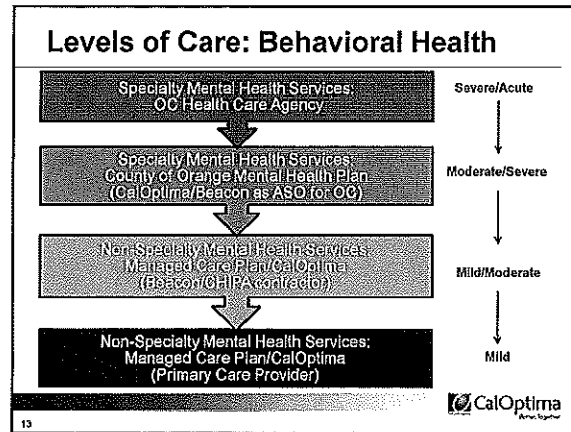 Levels of Care: Behavioral Health
Specialty Mental Health Services:
OC Health Care Agency
Severe/Acute
Specialty Mental Health Services:
County of Orange Mental Health Plan
(CalOptima/Beacon as ASO for OC)
Moderate/Severe
Non-Specialty Mental Health Services:
Managed Care Plan/CalOptima
(Beacon/CHIPA contractor)
Mild/Moderate
Non-Specialty Mental Health Services:
Managed Care Plan/CalOptima
(Primary Care Provider)
Mild
CalOptima
Better. Together.
13